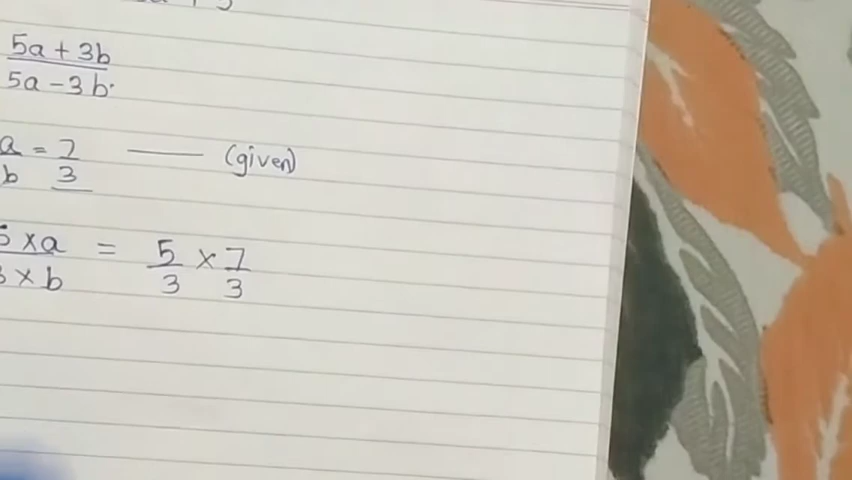 5a + 3b
5a - 3b
a = 7 —— (given)
b 3
5 × a = 5 × 7
3 × b 3 3